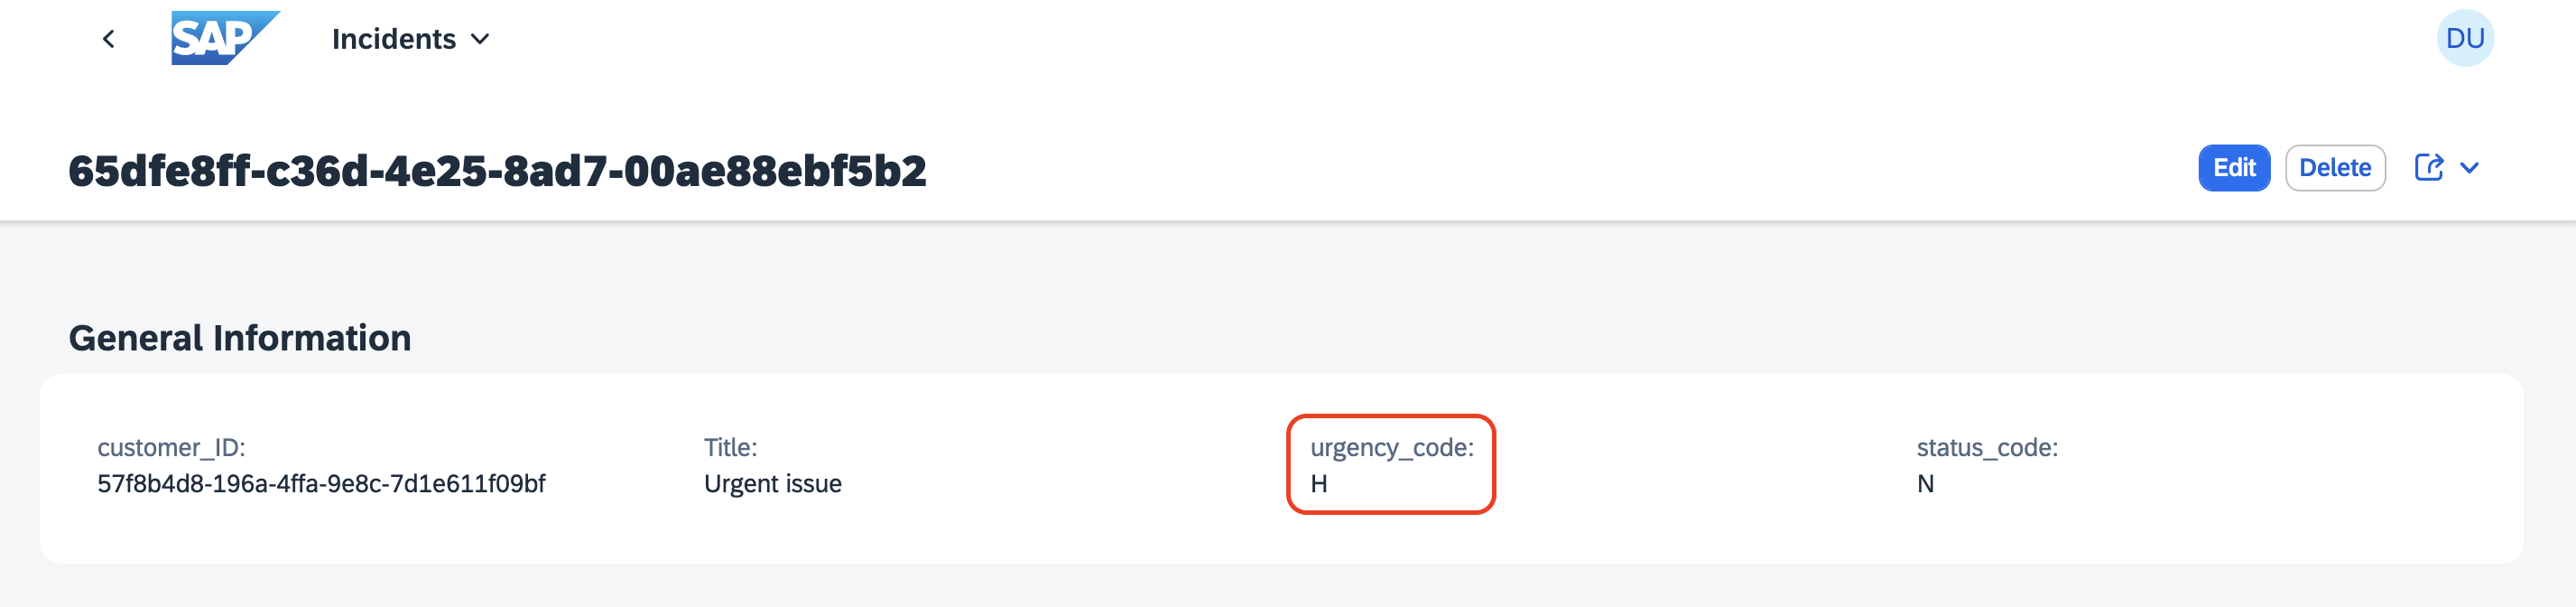 SAP Incidents DU
65dfe8ff-c36d-4e25-8ad7-00ae88ebf5b2 Edit Delete
General Information
customer_ID: Title: urgency_code: status_code:
57f8b4d8-196a-4ffa-9e8c-7d1e611f09bf Urgent issue H N